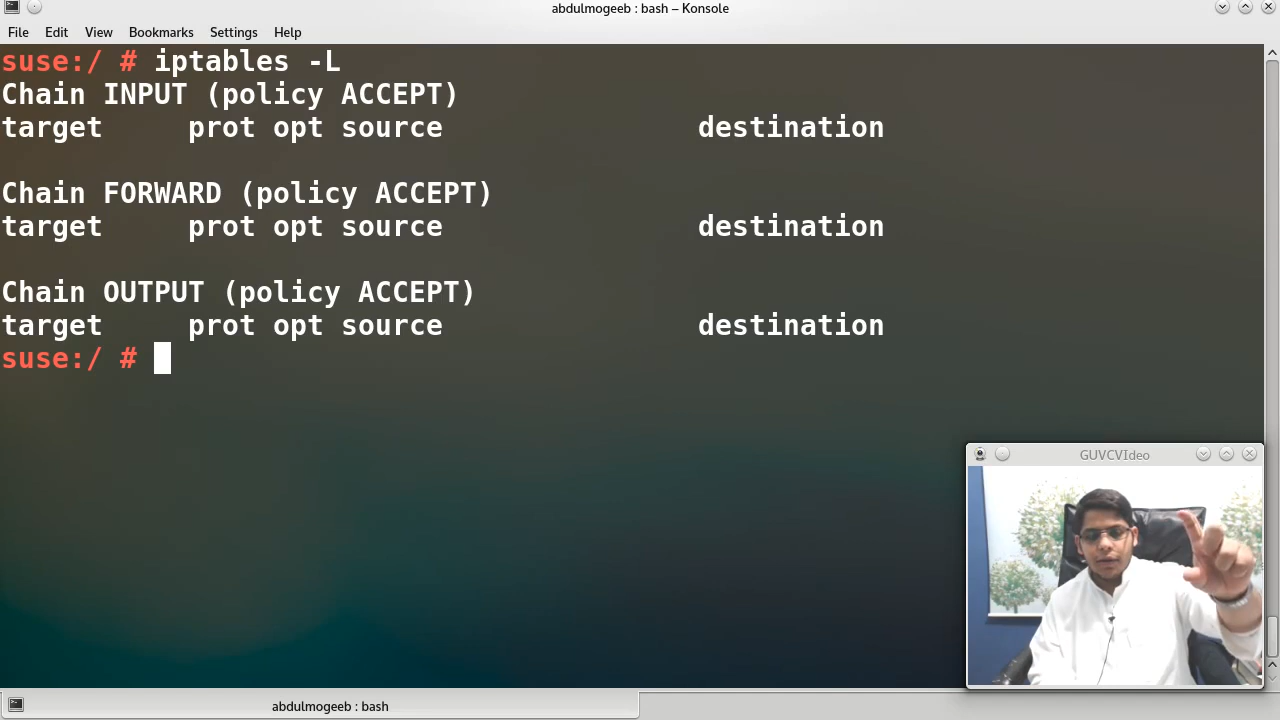 abdulmogeeb : bash – Konsole
File Edit View Bookmarks Settings Help
suse:/ # iptables -L
Chain INPUT (policy ACCEPT)
target prot opt source destination
Chain FORWARD (policy ACCEPT)
target prot opt source destination
Chain OUTPUT (policy ACCEPT)
target prot opt source destination
suse:/ #
GUVCVIdeo
abdulmogeeb : bash